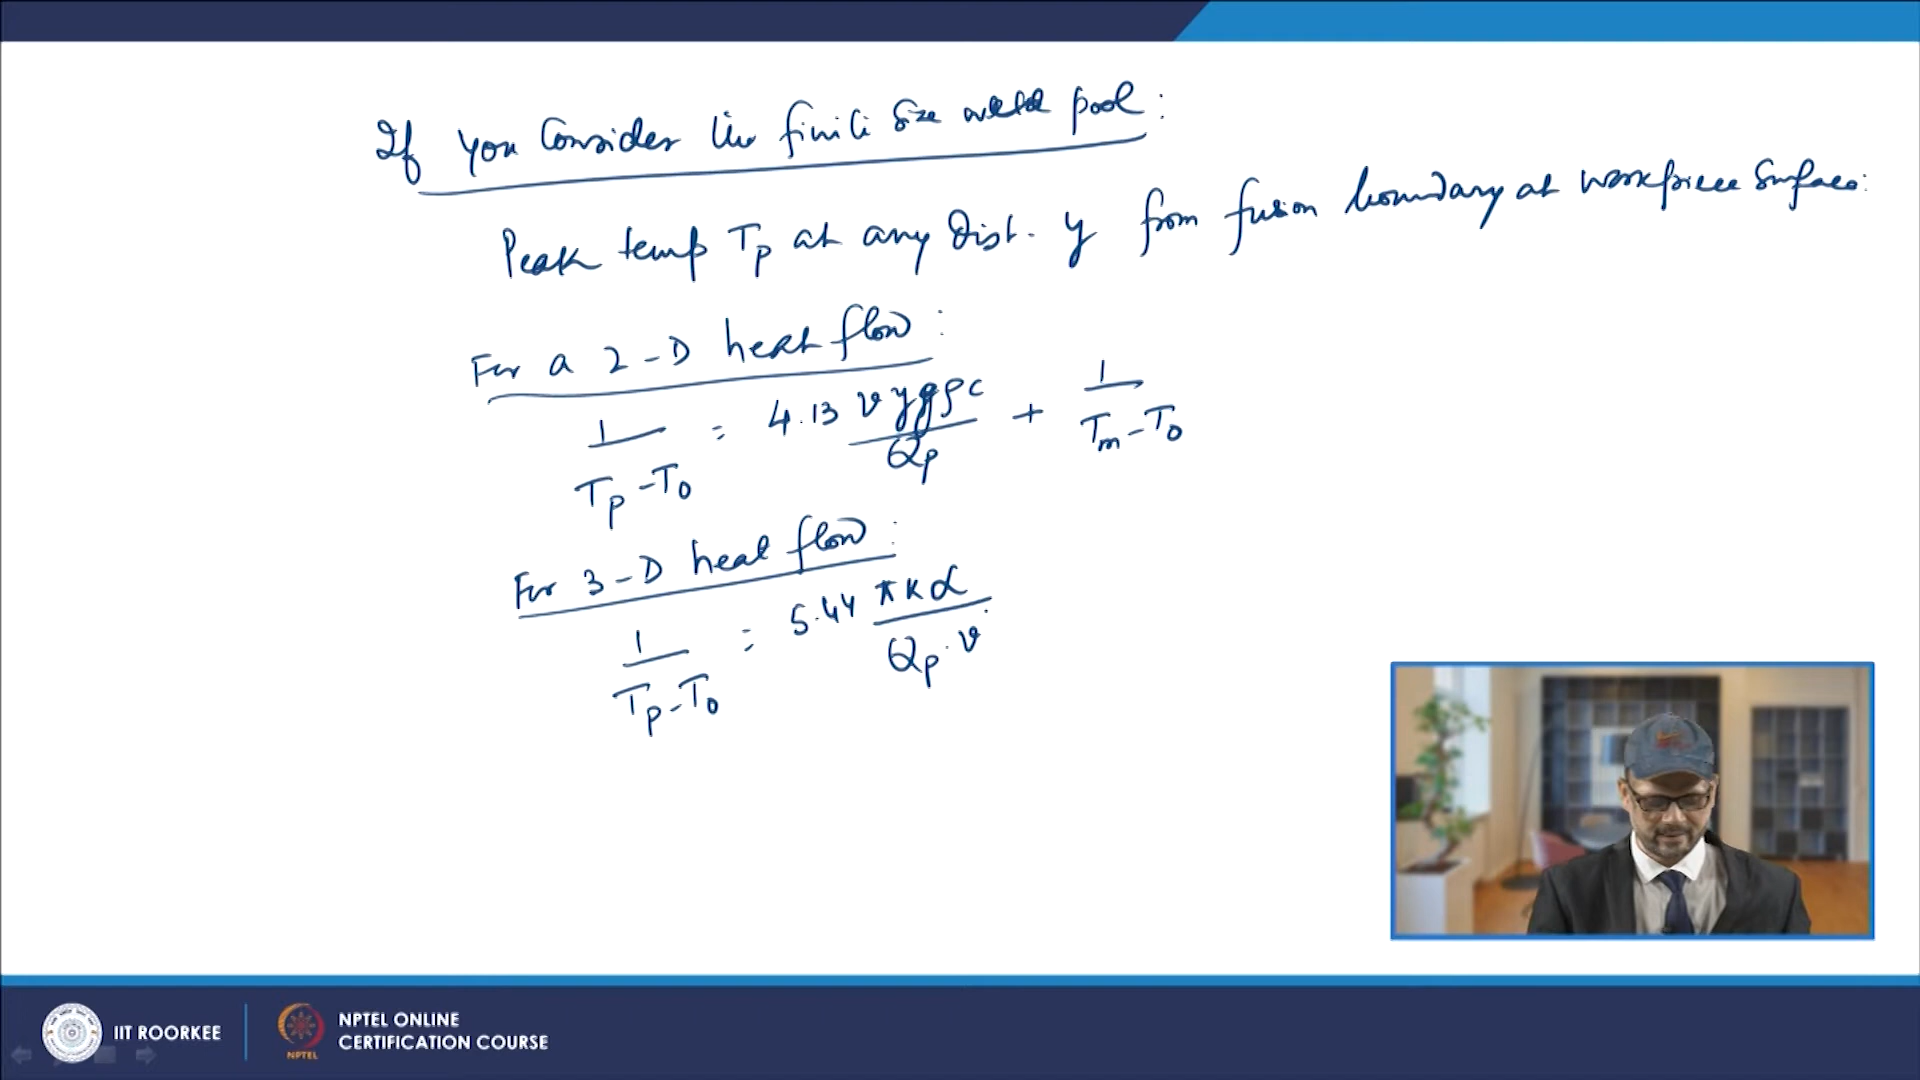 If you consider the finite size weld pool:
Peak temp Tp at any Dist. y from fusion boundary at workpiece surface:
For a 2-D heat flow:
1/(Tp-T0) = 4.13 (v y g ρ c)/Qp + 1/(Tm-T0)
For 3-D heat flow:
1/(Tp-T0) = 5.44 (π K α)/(Qp·v)
IIT ROORKEE
NPTEL
NPTEL ONLINE
CERTIFICATION COURSE